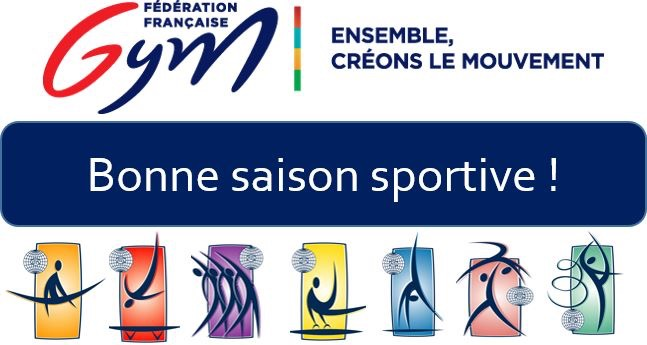 FÉDÉRATION
FRANÇAISE
Gym
ENSEMBLE,
CRÉONS LE MOUVEMENT
Bonne saison sportive !